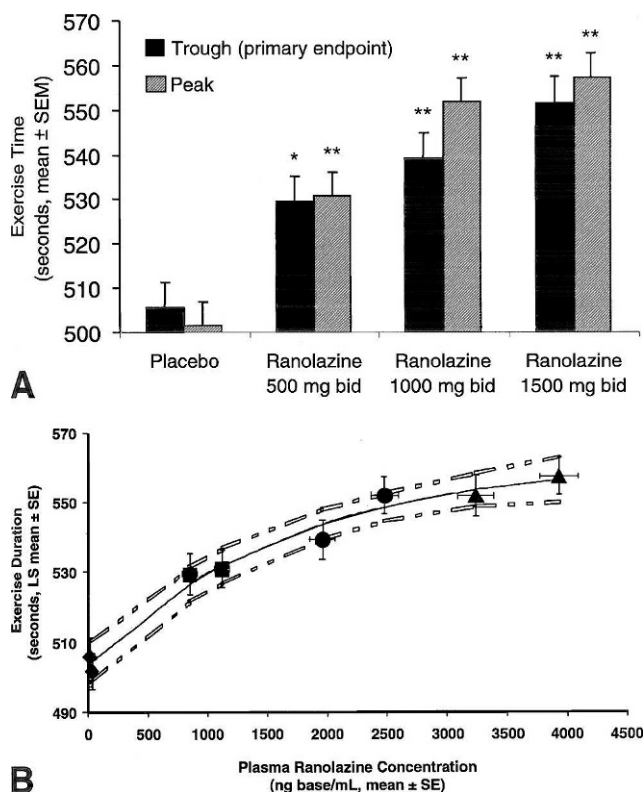 570
560
550
540
530
520
510
500
Exercise Time
(seconds, mean ± SEM)
Trough (primary endpoint)
Peak
*
**
**
**
**
**
Placebo
Ranolazine
500 mg bid
Ranolazine
1000 mg bid
Ranolazine
1500 mg bid
A
570
550
530
510
490
Exercise Duration
(seconds, LS mean ± SE)
0
500
1000
1500
2000
2500
3000
3500
4000
4500
Plasma Ranolazine Concentration
(ng base/mL, mean ± SE)
B